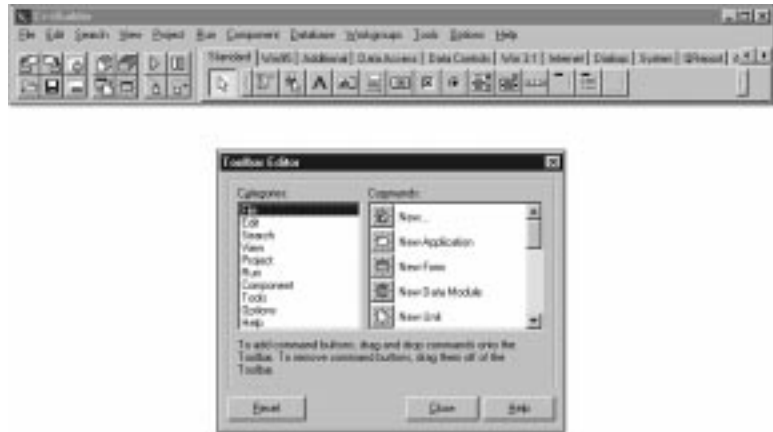 C++Builder
File Edit Search View Project Run Component Database Workgroups Tools Options Help
Standard Win95 Additional Data Access Data Controls Win 3.1 Internet Dialogs System QReport
Toolbar Editor
Categories:
File
Edit
Search
View
Project
Run
Component
Tools
Options
Help
Commands:
New...
New Application
New Form
New Data Module
New Unit
To add command buttons, drag and drop commands onto the
Toolbar. To remove command buttons, drag them off of the
Toolbar.
Reset Close Help